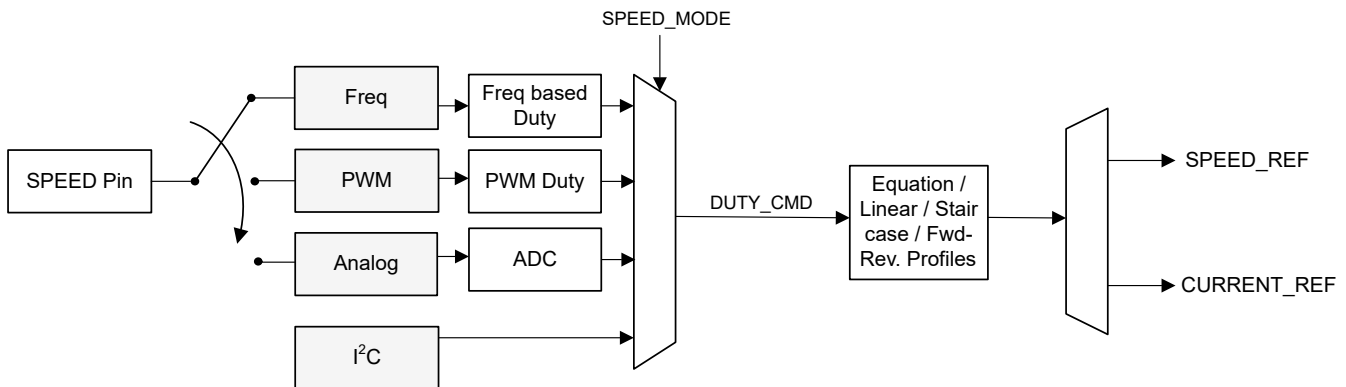 SPEED_MODE
Freq
Freq based
Duty
SPEED Pin
PWM
PWM Duty
DUTY_CMD
Equation /
Linear / Stair
case / Fwd-
Rev. Profiles
SPEED_REF
Analog
ADC
CURRENT_REF
I²C